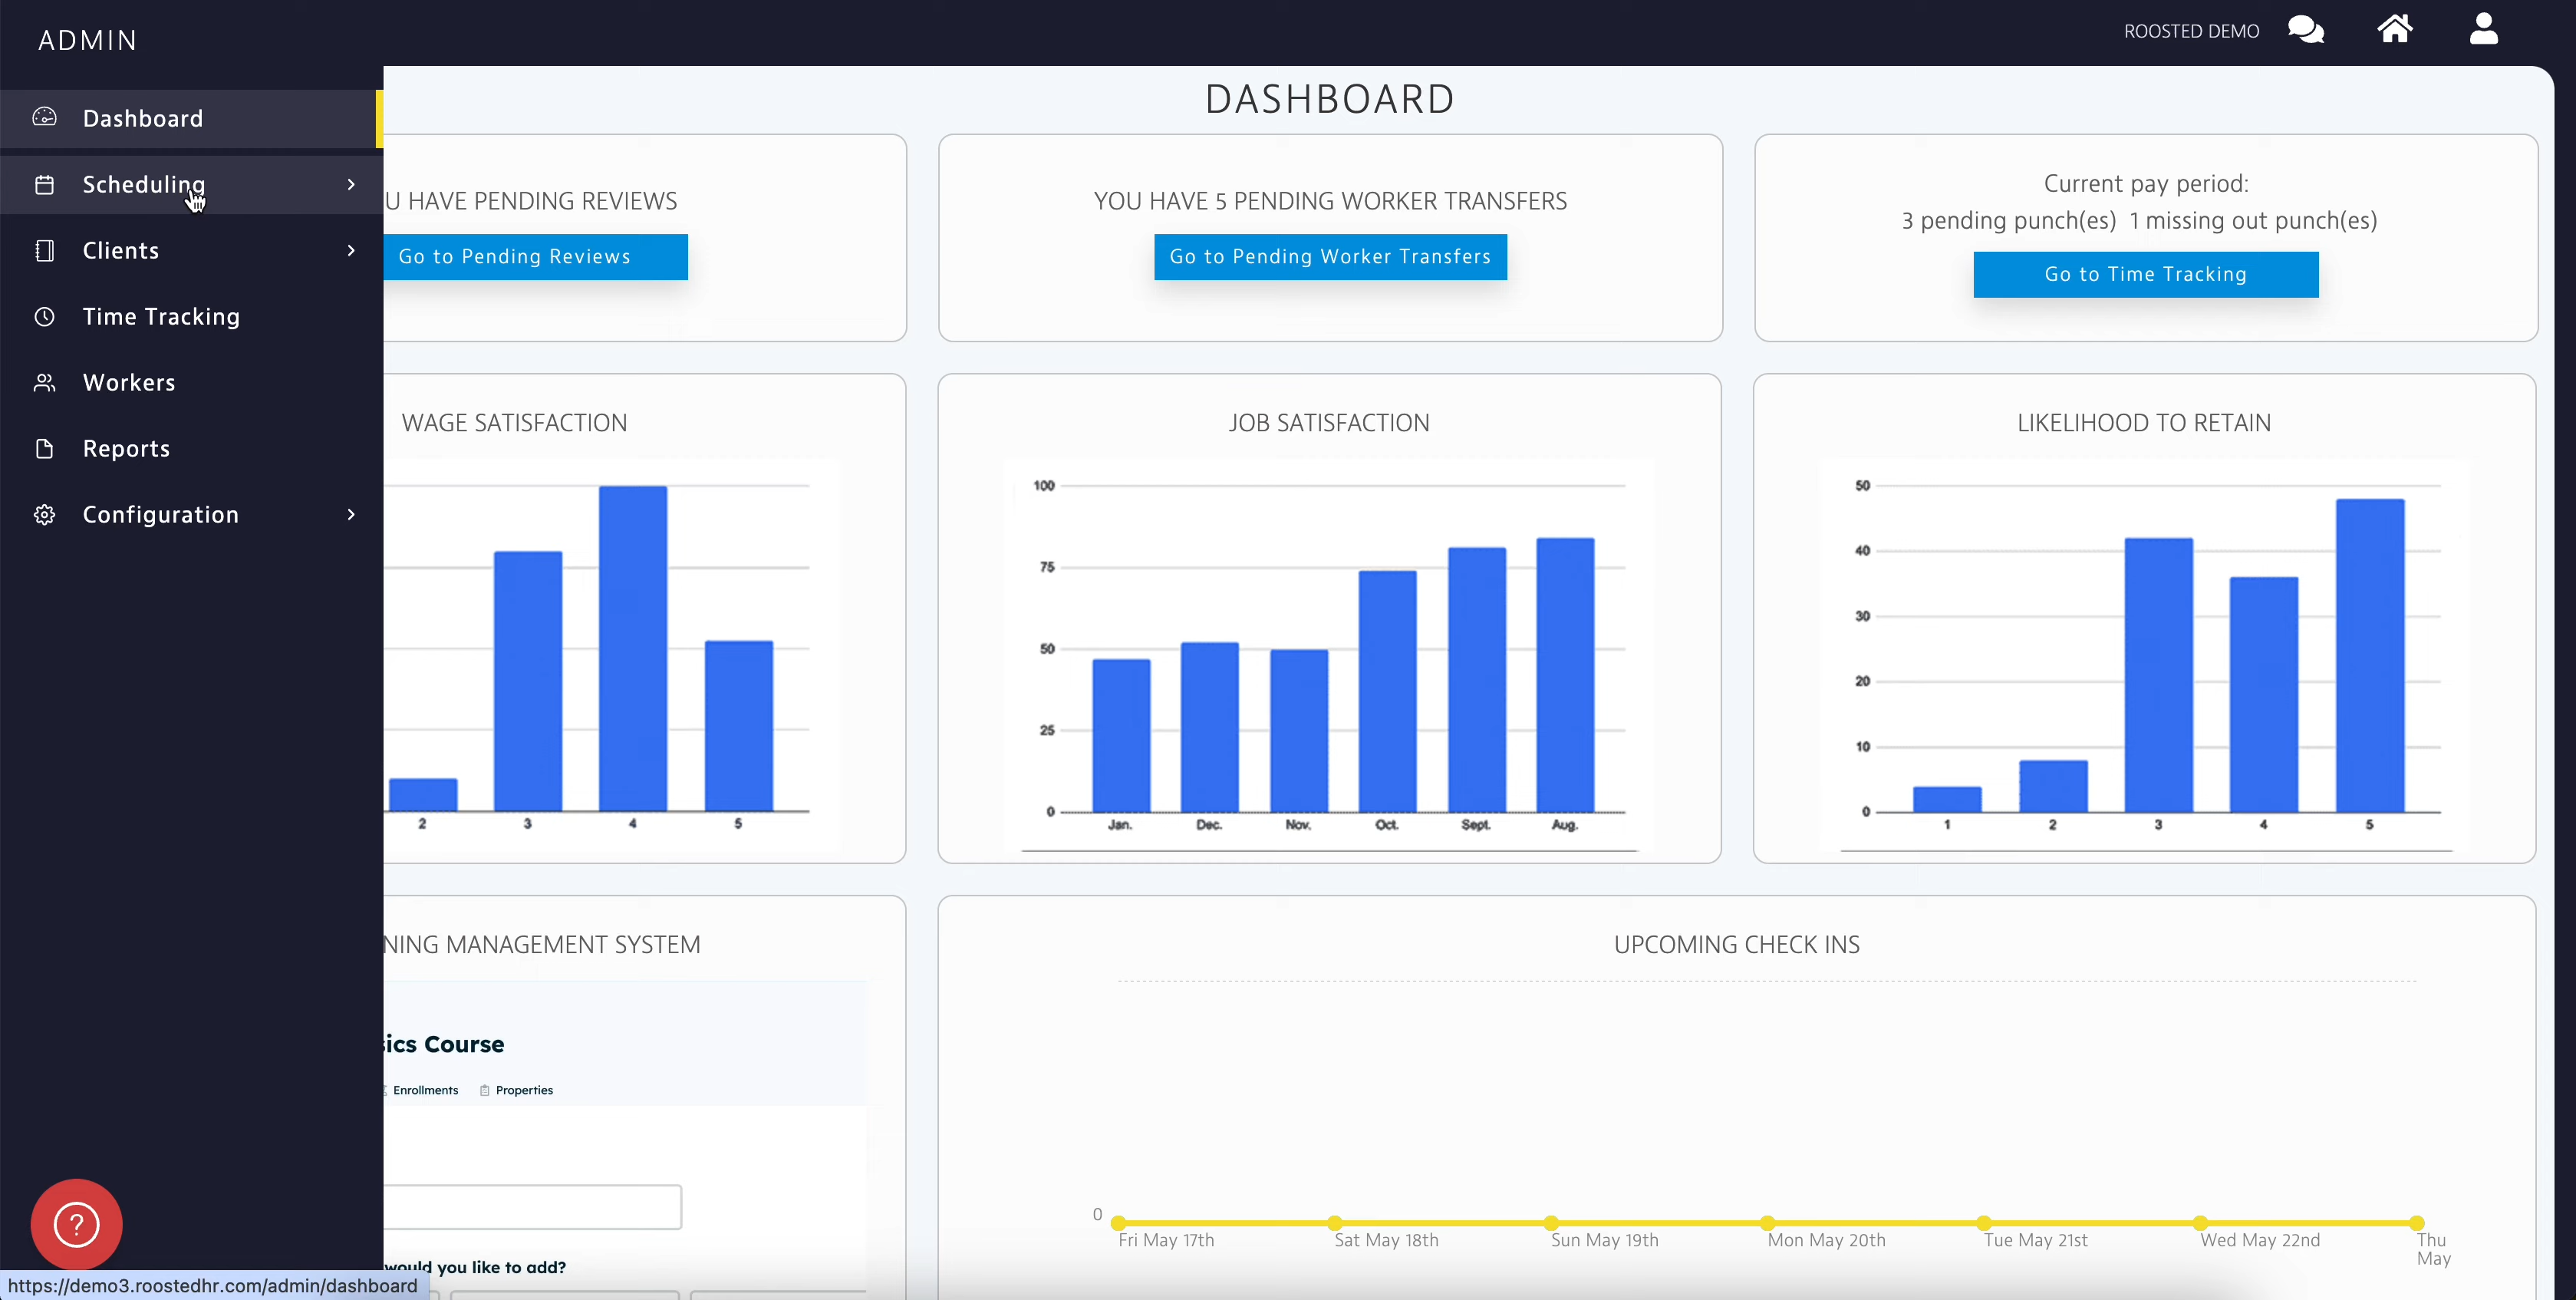 ADMIN
ROOSTED DEMO
Dashboard
Scheduling
Clients
Time Tracking
Workers
Reports
Configuration
DASHBOARD
U HAVE PENDING REVIEWS
Go to Pending Reviews
YOU HAVE 5 PENDING WORKER TRANSFERS
Go to Pending Worker Transfers
Current pay period:
3 pending punch(es) 1 missing out punch(es)
Go to Time Tracking
WAGE SATISFACTION
2 3 4 5
JOB SATISFACTION
100
75
50
25
0
Jan. Dec. Nov. Oct. Sept. Aug.
LIKELIHOOD TO RETAIN
50
40
30
20
10
0
1 2 3 4 5
NING MANAGEMENT SYSTEM
sics Course
Enrollments Properties
would you like to add?
UPCOMING CHECK INS
0
Fri May 17th Sat May 18th Sun May 19th Mon May 20th Tue May 21st Wed May 22nd Thu
May
?
https://demo3.roostedhr.com/admin/dashboard